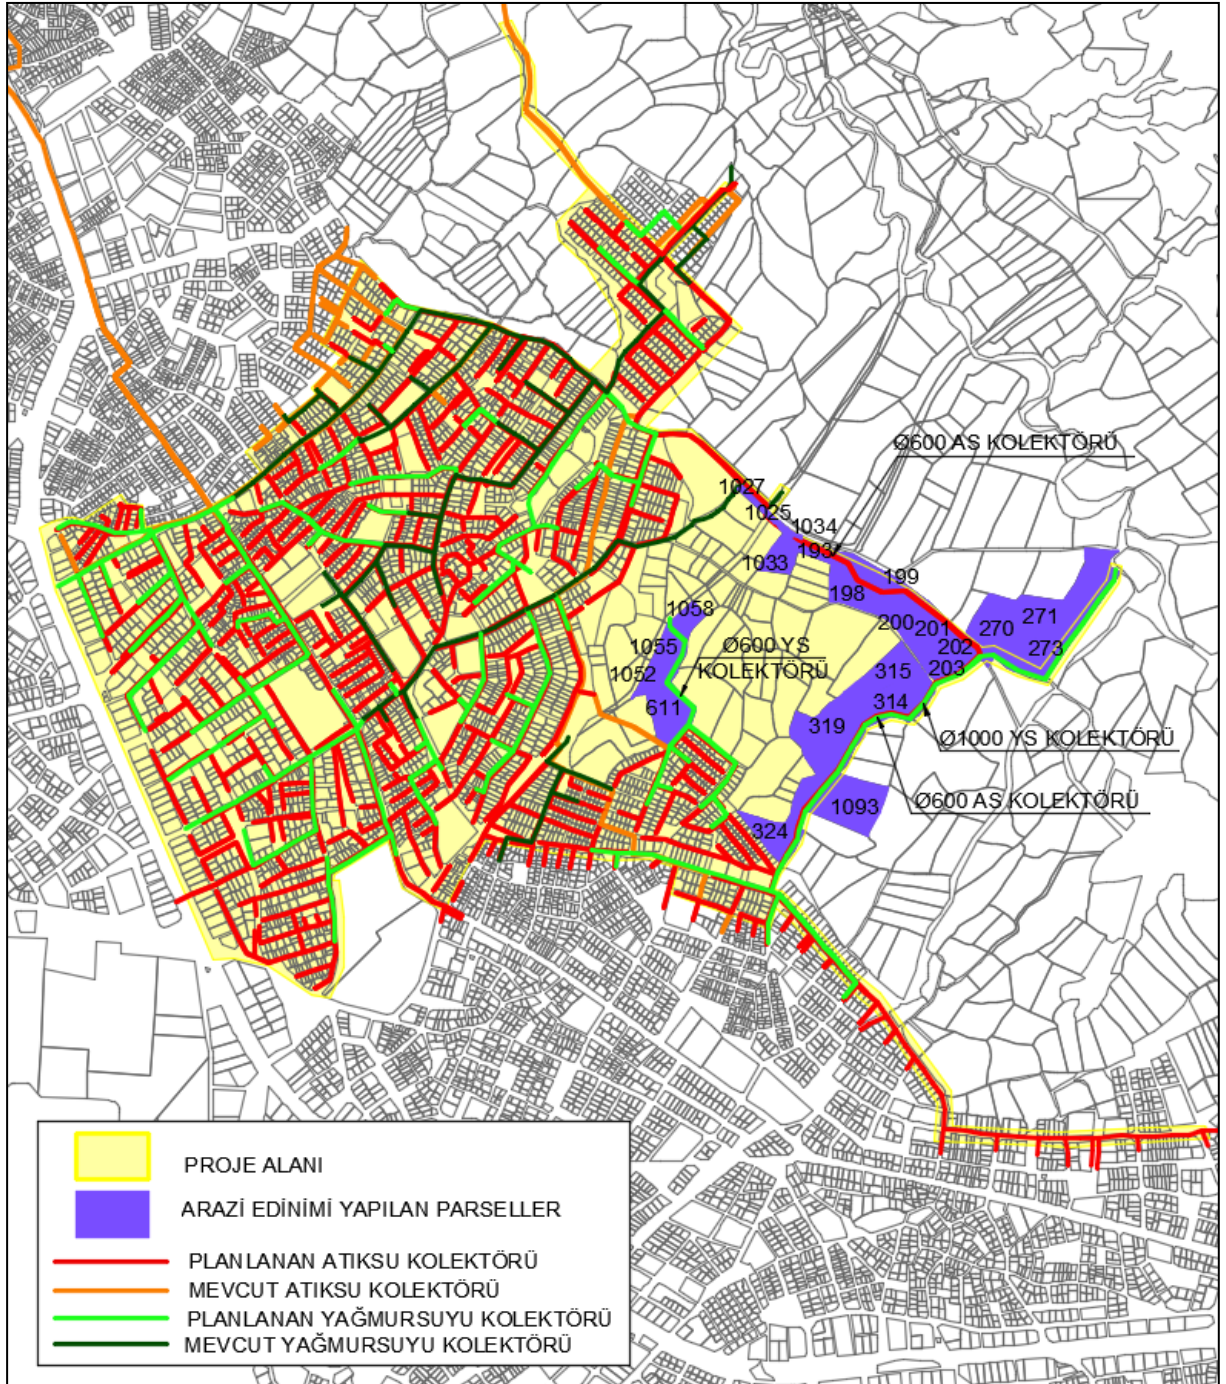 Ø600 AS KOLEKTÖRÜ
1027
1025
1034
193
1033
199
198
1058
200
201
270
271
202
273
1055
Ø600 YS
KOLEKTÖRÜ
1052
315
203
611
314
319
Ø1000 YS KOLEKTÖRÜ
Ø600 AS KOLEKTÖRÜ
1093
324
PROJE ALANI
ARAZİ EDİNİMİ YAPILAN PARSELLER
PLANLANAN ATIKSU KOLEKTÖRÜ
MEVCUT ATIKSU KOLEKTÖRÜ
PLANLANAN YAĞMURSUYU KOLEKTÖRÜ
MEVCUT YAĞMURSUYU KOLEKTÖRÜ